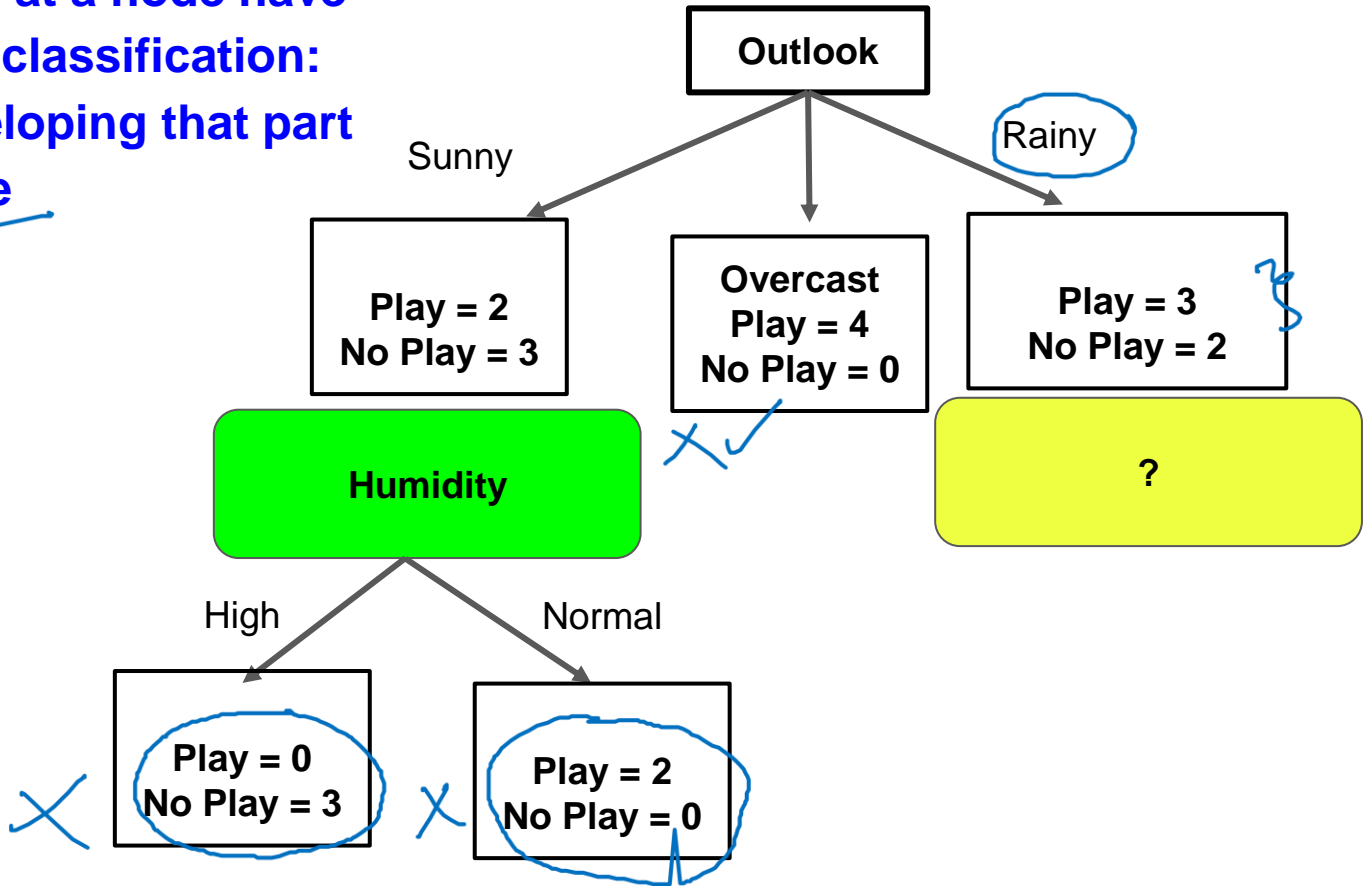 at a node have
classification:
eloping that part
e
Outlook
Sunny
Rainy
Play = 2
No Play = 3
Overcast
Play = 4
No Play = 0
Play = 3
No Play = 2
Humidity
?
High
Normal
Play = 0
No Play = 3
Play = 2
No Play = 0